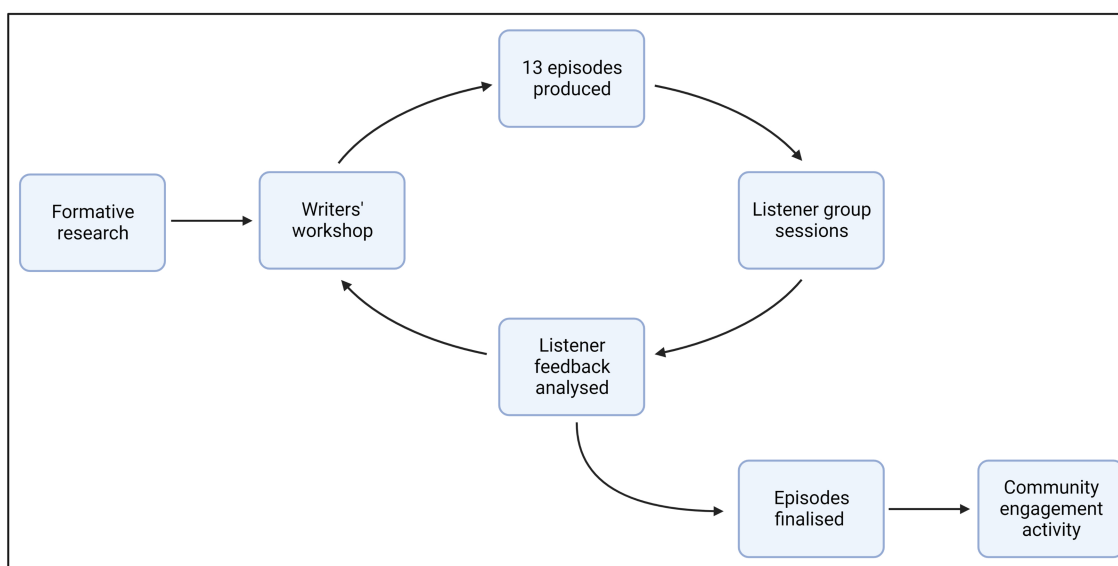 13 episodes
produced
Formative
research
Writers'
workshop
Listener group
sessions
Listener
feedback
analysed
Episodes
finalised
Community
engagement
activity